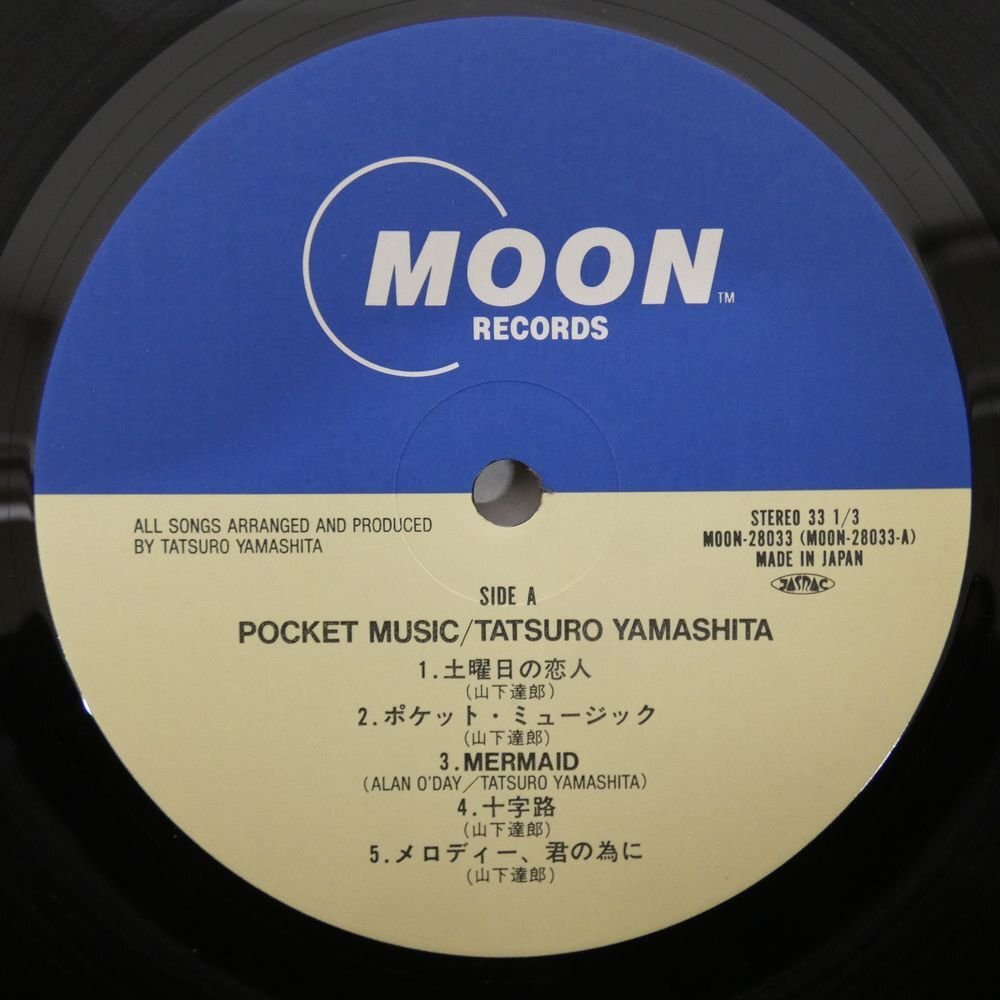 MOON TM
RECORDS
ALL SONGS ARRANGED AND PRODUCED
BY TATSURO YAMASHITA
STEREO 33 1/3
MOON-28033 (MOON-28033-A)
MADE IN JAPAN
JASRAC
SIDE A
POCKET MUSIC/TATSURO YAMASHITA
1.土曜日の恋人
(山下達郎)
2.ポケット・ミュージック
(山下達郎)
3.MERMAID
(ALAN O'DAY/TATSURO YAMASHITA)
4.十字路
(山下達郎)
5.メロディー、君の為に
(山下達郎)